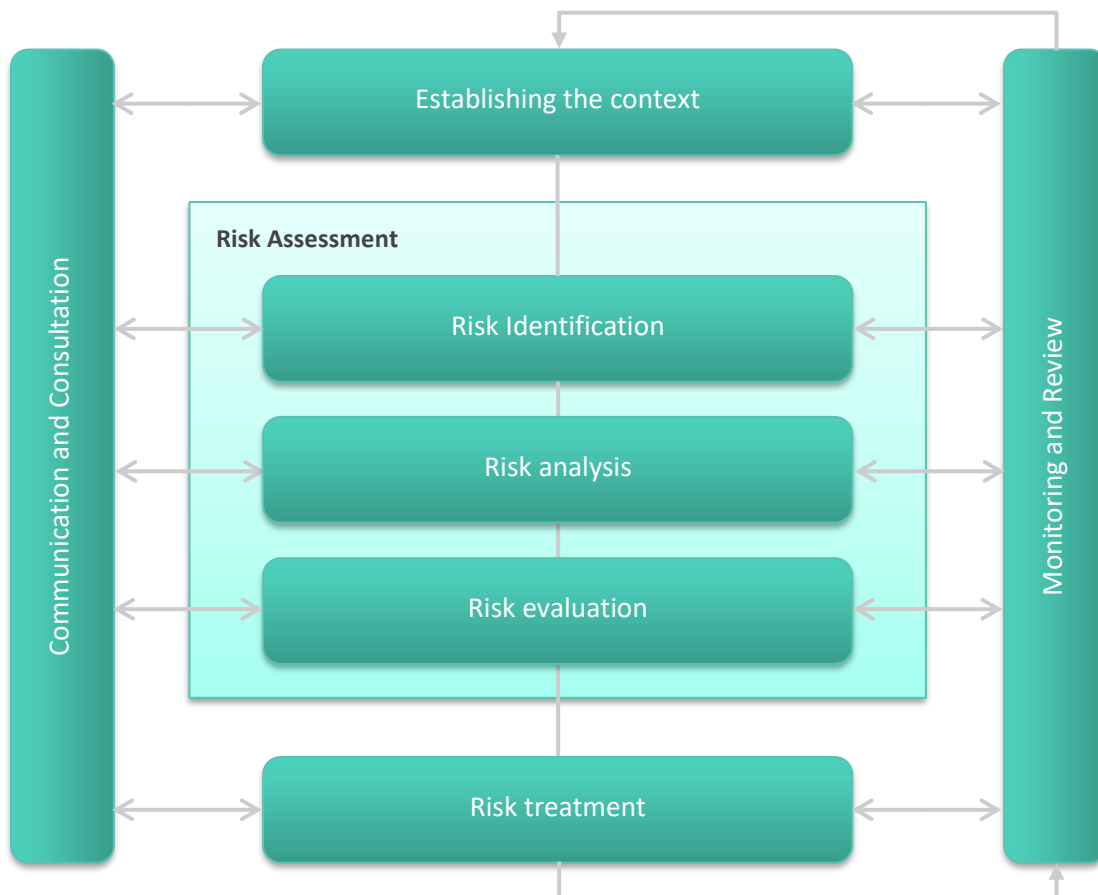 Establishing the context
Risk Assessment
Risk Identification
Risk analysis
Risk evaluation
Risk treatment
Communication and Consultation
Monitoring and Review